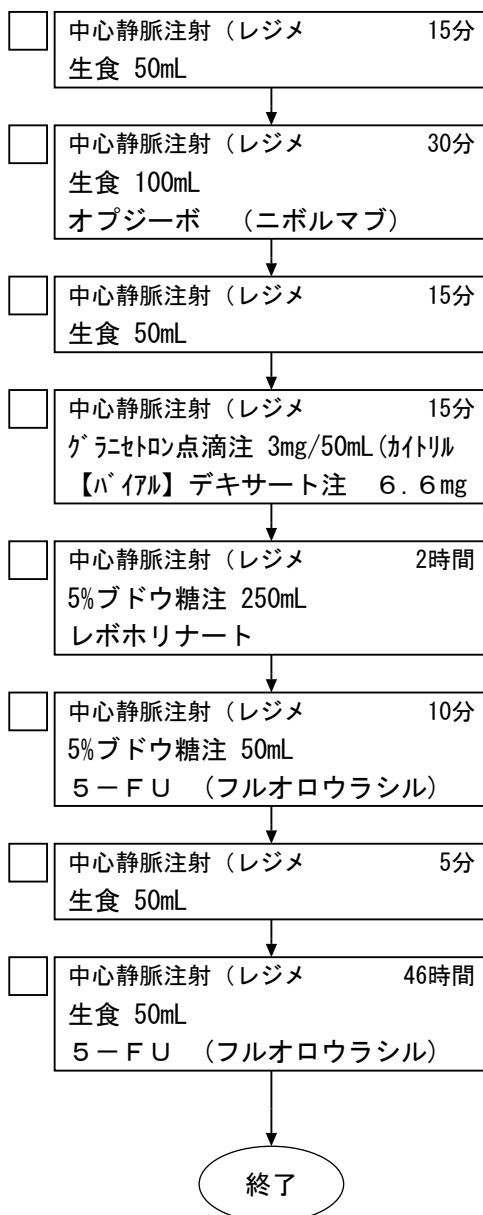 中心静脈注射（レジメ 15分
生食 50mL
中心静脈注射（レジメ 30分
生食 100mL
オプジーボ （ニボルマブ）
中心静脈注射（レジメ 15分
生食 50mL
中心静脈注射（レジメ 15分
ｸﾞﾗﾆｾﾄﾛﾝ点滴注 3mg/50mL(ｶｲﾄﾘﾙ
【ﾊﾞｲｱﾙ】デキサート注 ６.６mg
中心静脈注射（レジメ 2時間
5%ブドウ糖注 250mL
レボホリナート
中心静脈注射（レジメ 10分
5%ブドウ糖注 50mL
５－ＦＵ （フルオロウラシル）
中心静脈注射（レジメ 5分
生食 50mL
中心静脈注射（レジメ 46時間
生食 50mL
５－ＦＵ （フルオロウラシル）
終了